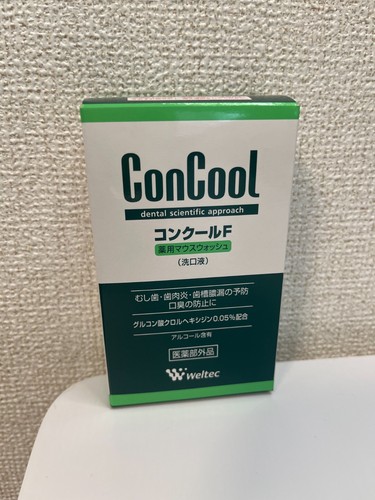 ConCool
dental scientific approach
コンクールF
薬用マウスウォッシュ
(洗口液)
むし歯・歯肉炎・歯槽膿漏の予防
口臭の防止に
グルコン酸クロルヘキシジン0.05%配合
アルコール含有
医薬部外品
weltec